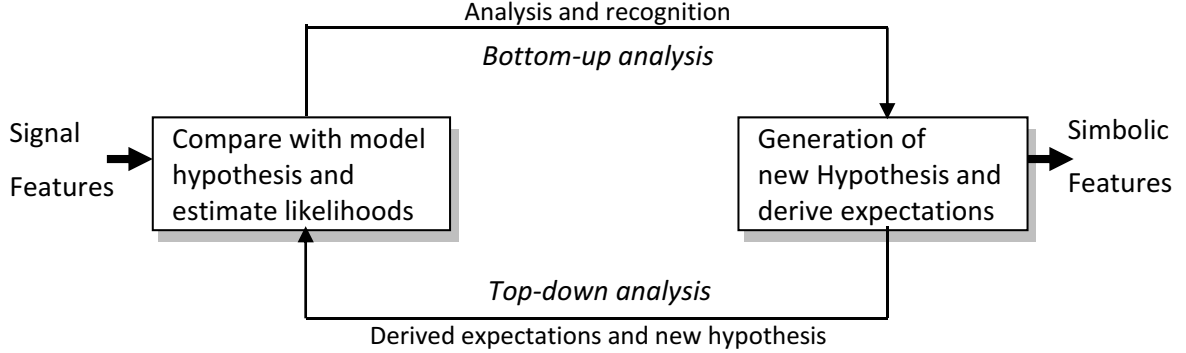 Analysis and recognition
Bottom-up analysis
Signal
Features
Compare with model
hypothesis and
estimate likelihoods
Generation of
new Hypothesis and
derive expectations
Simbolic
Features
Top-down analysis
Derived expectations and new hypothesis